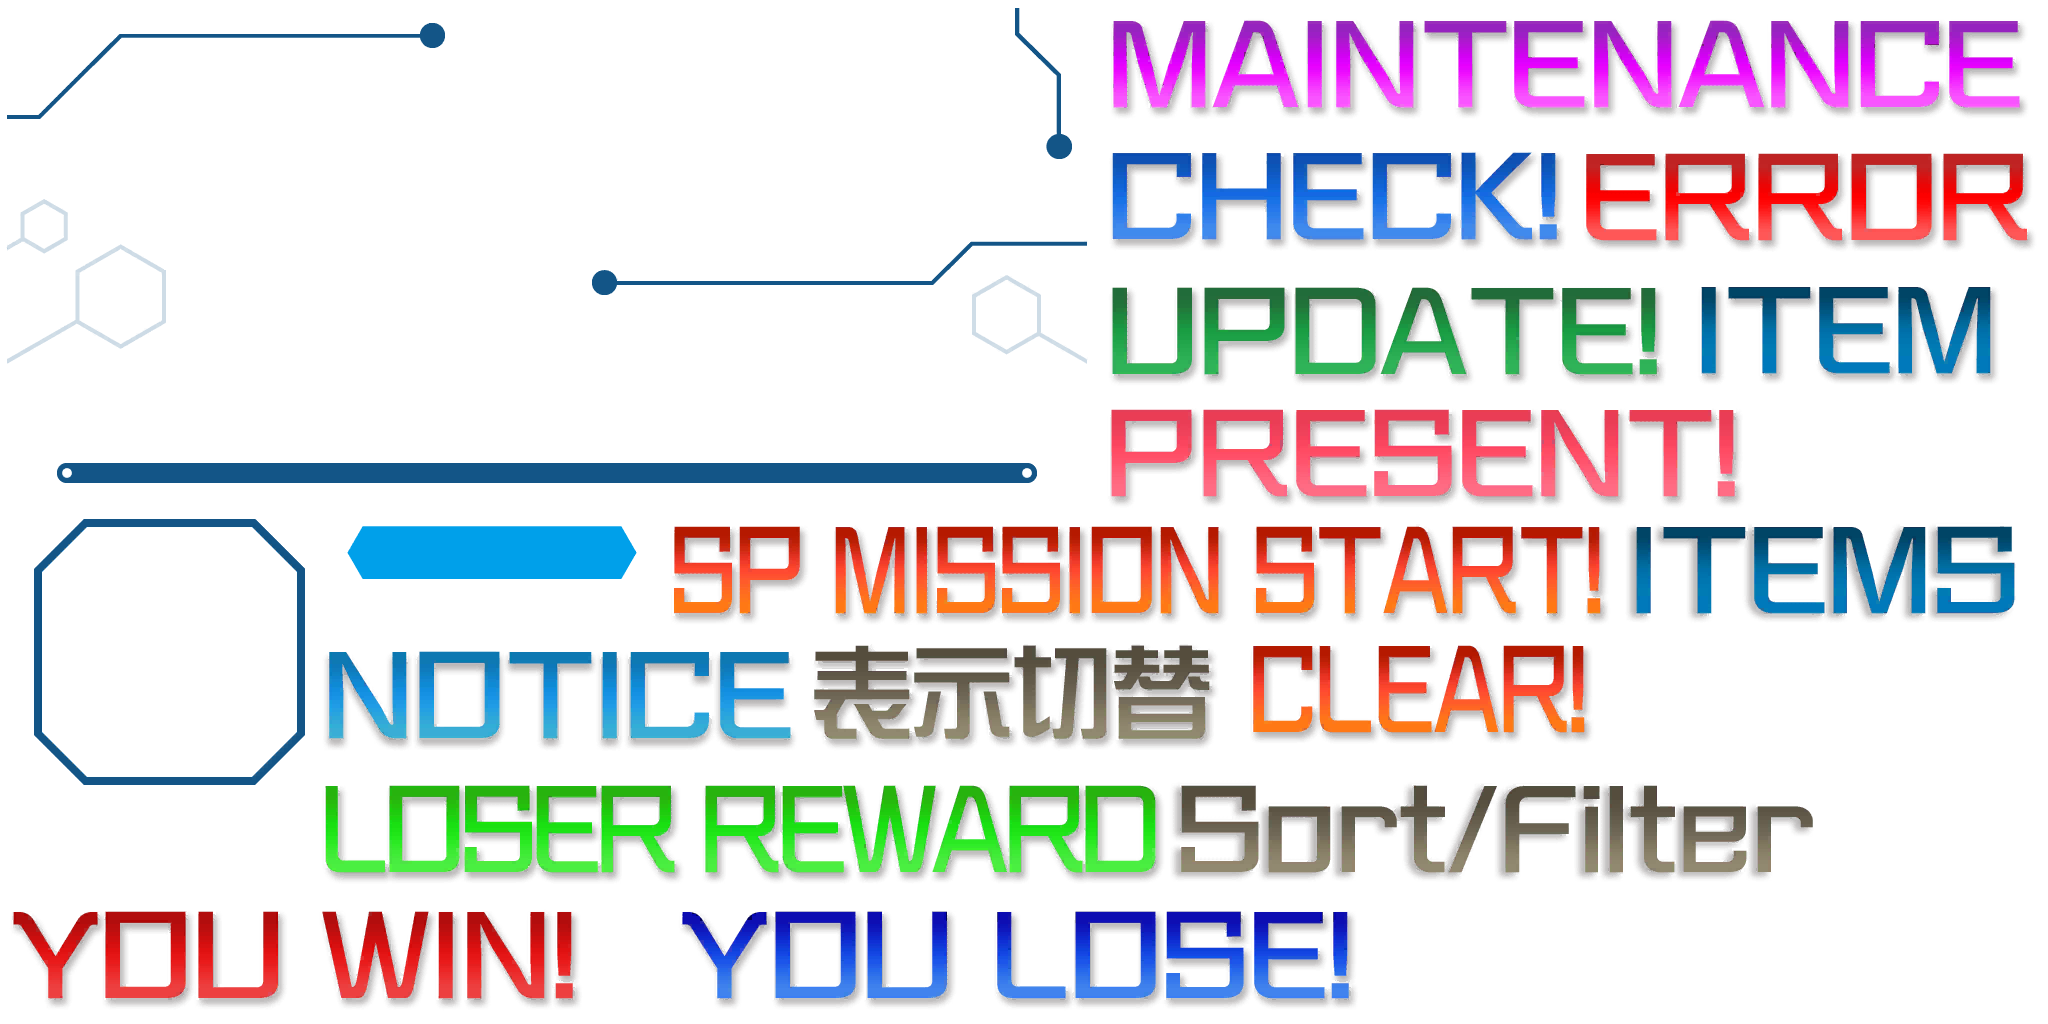 MAINTENANCE
CHECK! ERROR
UPDATE! ITEM
PRESENT!
SP MISSION START! ITEMS
NOTICE 表示切替 CLEAR!
LOSER REWARD Sort/Filter
YOU WIN! YOU LOSE!